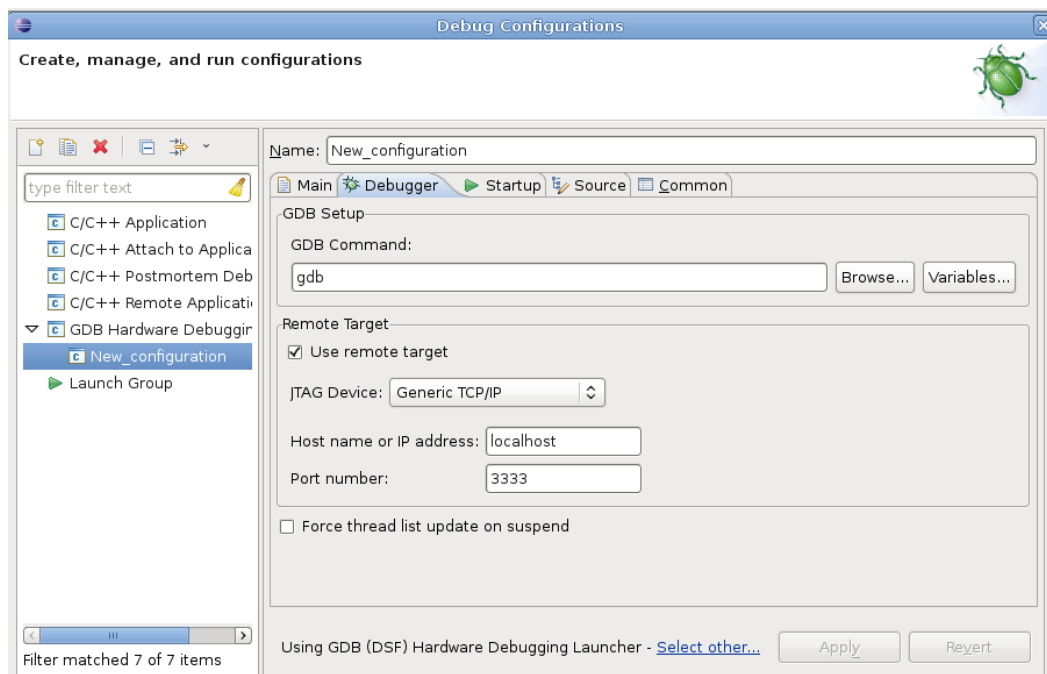 Debug Configurations
Create, manage, and run configurations
type filter text
C/C++ Application
C/C++ Attach to Applica
C/C++ Postmortem Deb
C/C++ Remote Applicati
GDB Hardware Debuggin
New_configuration
Launch Group
Filter matched 7 of 7 items
Name: New_configuration
Main Debugger Startup Source Common
GDB Setup
GDB Command:
gdb Browse... Variables...
Remote Target
Use remote target
JTAG Device: Generic TCP/IP
Host name or IP address: localhost
Port number: 3333
Force thread list update on suspend
Using GDB (DSF) Hardware Debugging Launcher - Select other... Apply Revert